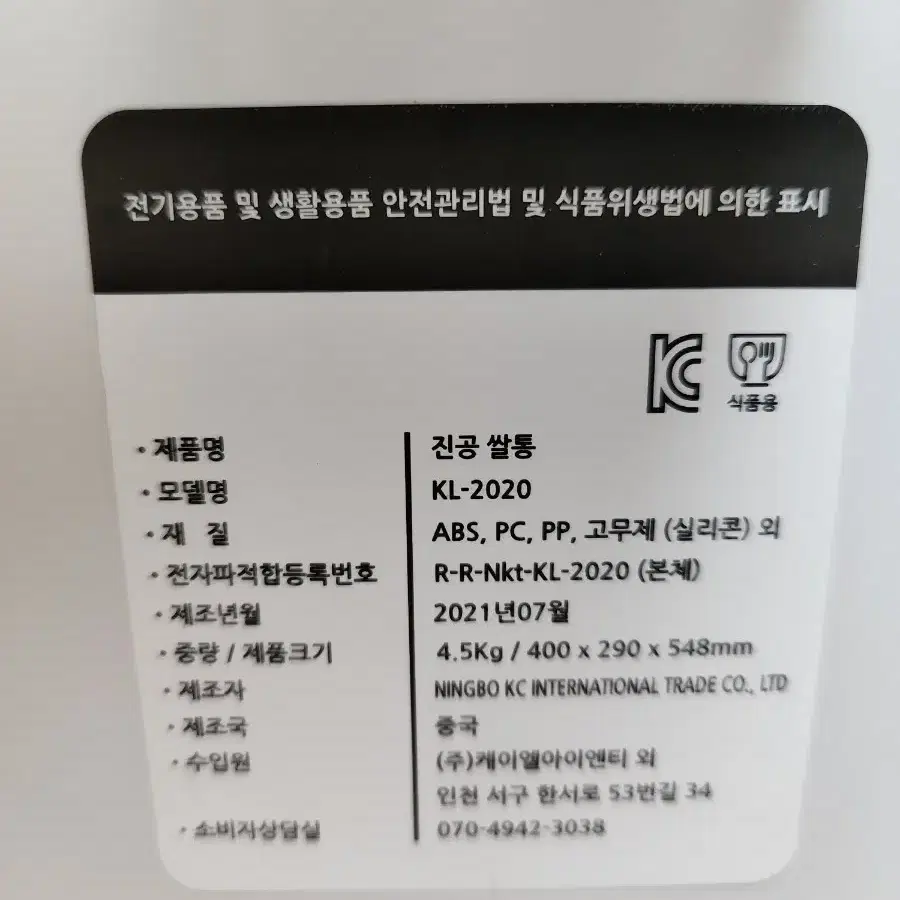 전기용품 및 생활용품 안전관리법 및 식품위생법에 의한 표시
KC
식품용
· 제품명 진공 쌀통
· 모델명 KL-2020
· 재 질 ABS, PC, PP, 고무제 (실리콘) 외
· 전자파적합등록번호 R-R-Nkt-KL-2020 (본체)
· 제조년월 2021년07월
· 중량 / 제품크기 4.5Kg / 400 x 290 x 548mm
· 제조자 NINGBO KC INTERNATIONAL TRADE CO., LTD
· 제조국 중국
· 수입원 (주)케이엘아이앤티 외
인천 서구 한서로 53번길 34
· 소비자상담실 070-4942-3038